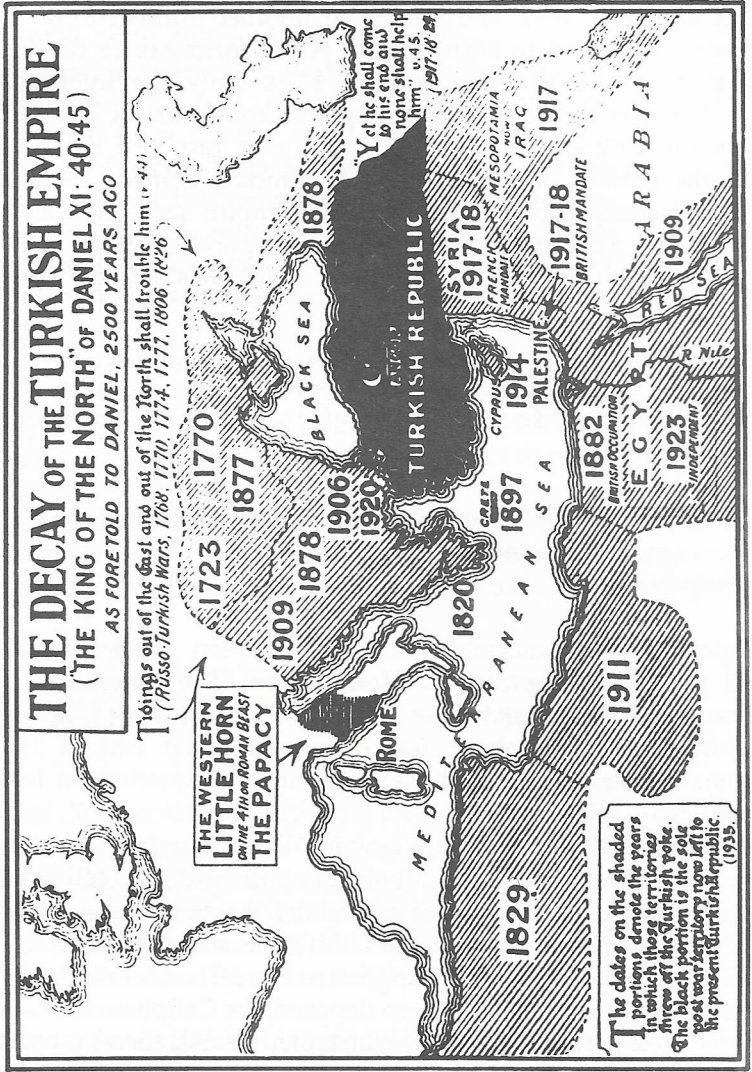 THE DECAY OF THE TURKISH EMPIRE
("THE KING OF THE NORTH" OF DANIEL XI; 40-45)
AS FORETOLD TO DANIEL, 2500 YEARS AGO
Tidings out of the East and out of the North shall trouble him v 44
(Russo-Turkish Wars, 1768, 1770, 1774, 1777, 1806, 1826)
"Yet he shall come
to his end and
none shall help
him" v.45.
THE WESTERN
LITTLE HORN
ON THE 4TH OR ROMAN BEAST
THE PAPACY
1723
1770
1877
1909
1878
1906
1920
1878
BLACK SEA
TURKISH REPUBLIC
ROME
1820
CRETE
1897
CYPRUS
1914
PALESTINE
SYRIA
1917-18
FRENCH
MANDATE
MESOPOTAMIA
NOW
IRAQ
1917
1917-18
BRITISH MANDATE
ARABIA
1909
RED SEA
MEDITERRANEAN SEA
1882
BRITISH OCCUPATION
EGYPT
1923
INDEPENDENT
R Nile
1911
1829
The dates on the shaded
portions denote the years
in which those territories
threw off the Turkish yoke.
The black portion is the sole
post war territory now left to
the present Turkish Republic.
(1935.